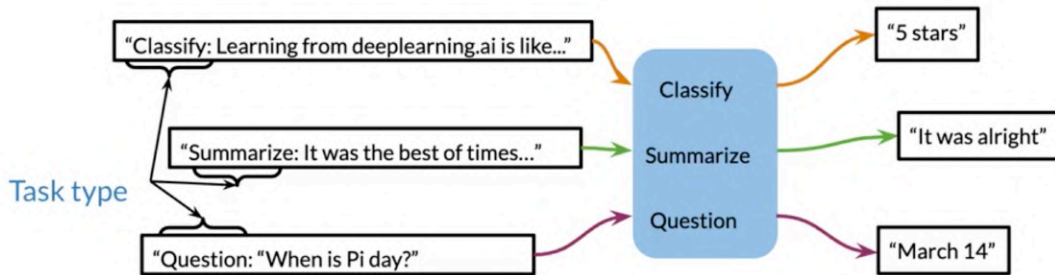 “Classify: Learning from deeplearning.ai is like...”
“5 stars”
Classify
“Summarize: It was the best of times...”
Summarize
“It was alright”
Task type
Question
“Question: “When is Pi day?”
“March 14”